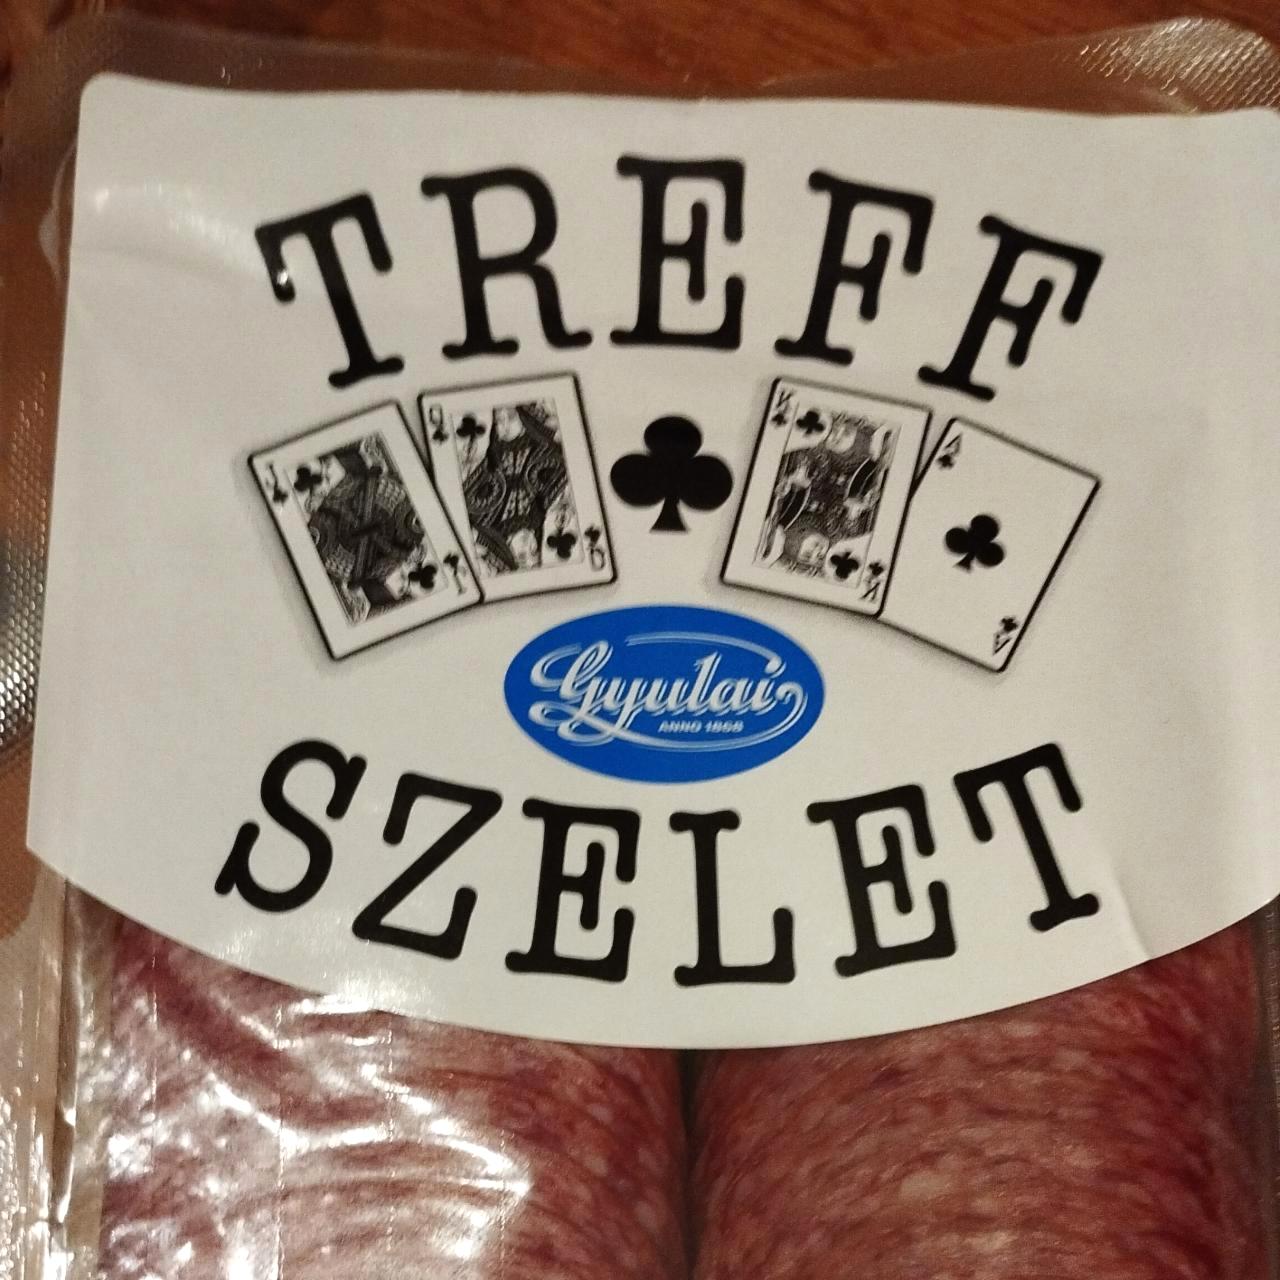 TREFF
J Q K A
J Q K A
Gyulai
ANNO 1868
SZELET